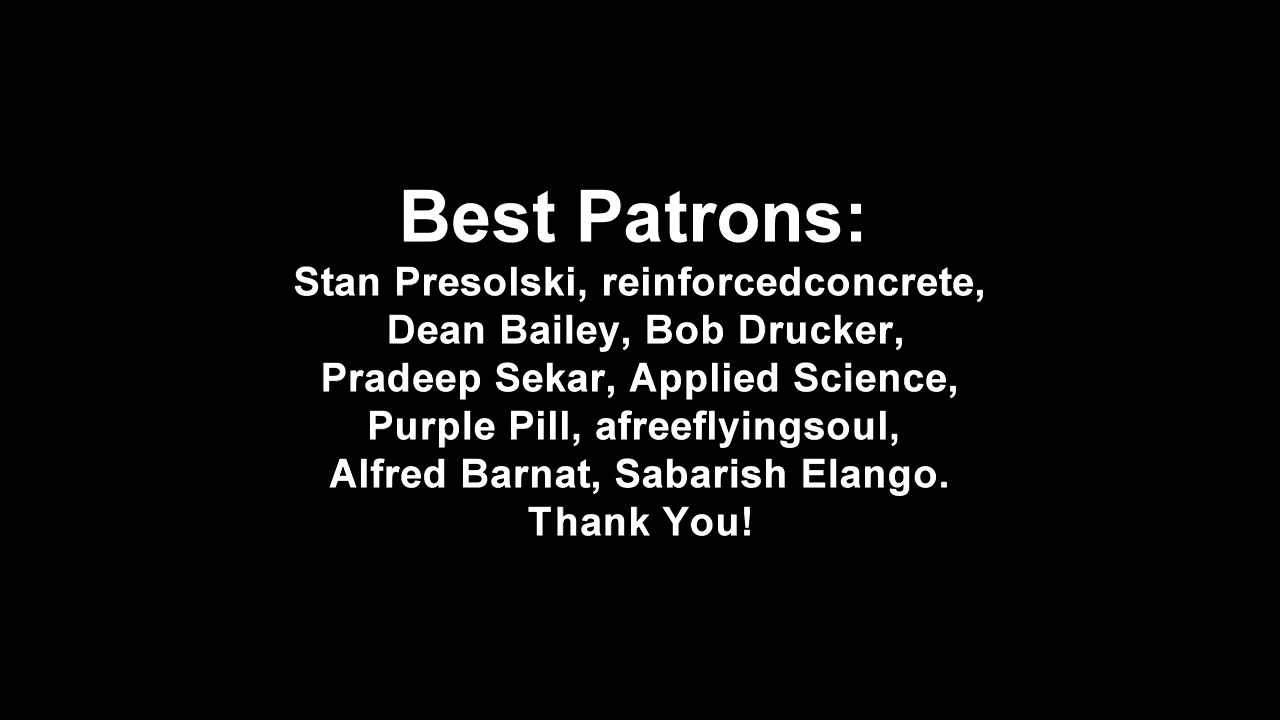 Best Patrons:
Stan Presolski, reinforcedconcrete,
Dean Bailey, Bob Drucker,
Pradeep Sekar, Applied Science,
Purple Pill, afreeflyingsoul,
Alfred Barnat, Sabarish Elango.
Thank You!